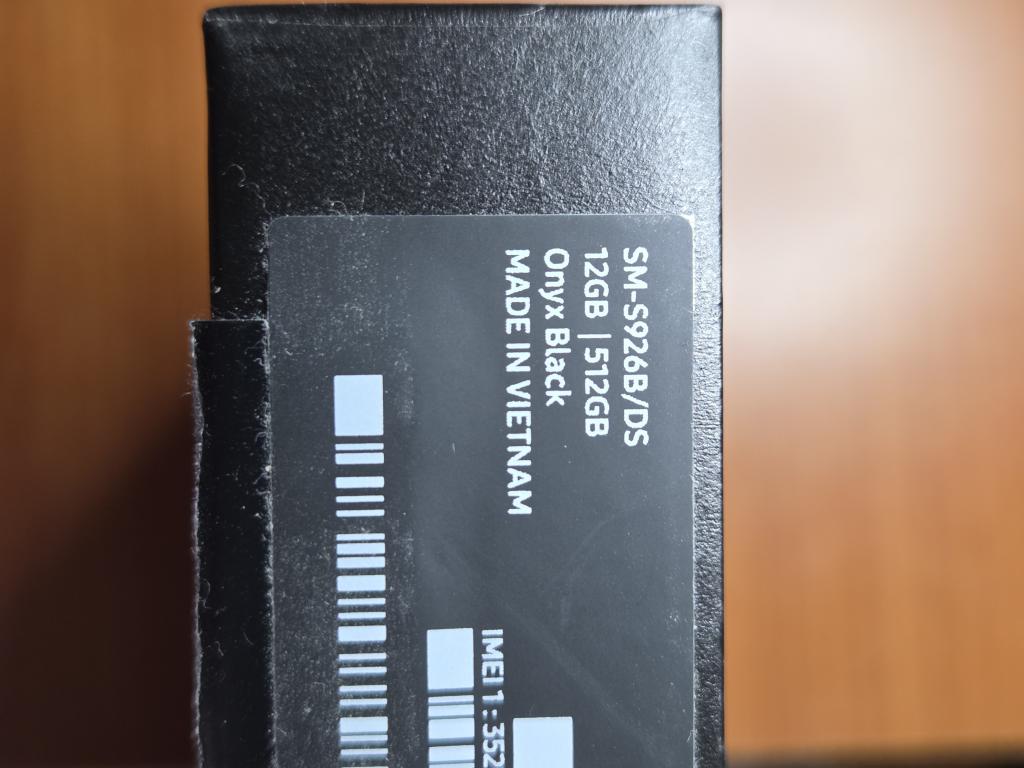 SM-S926B/DS
12GB | 512GB
Onyx Black
MADE IN VIETNAM
IMEI 1 : 352